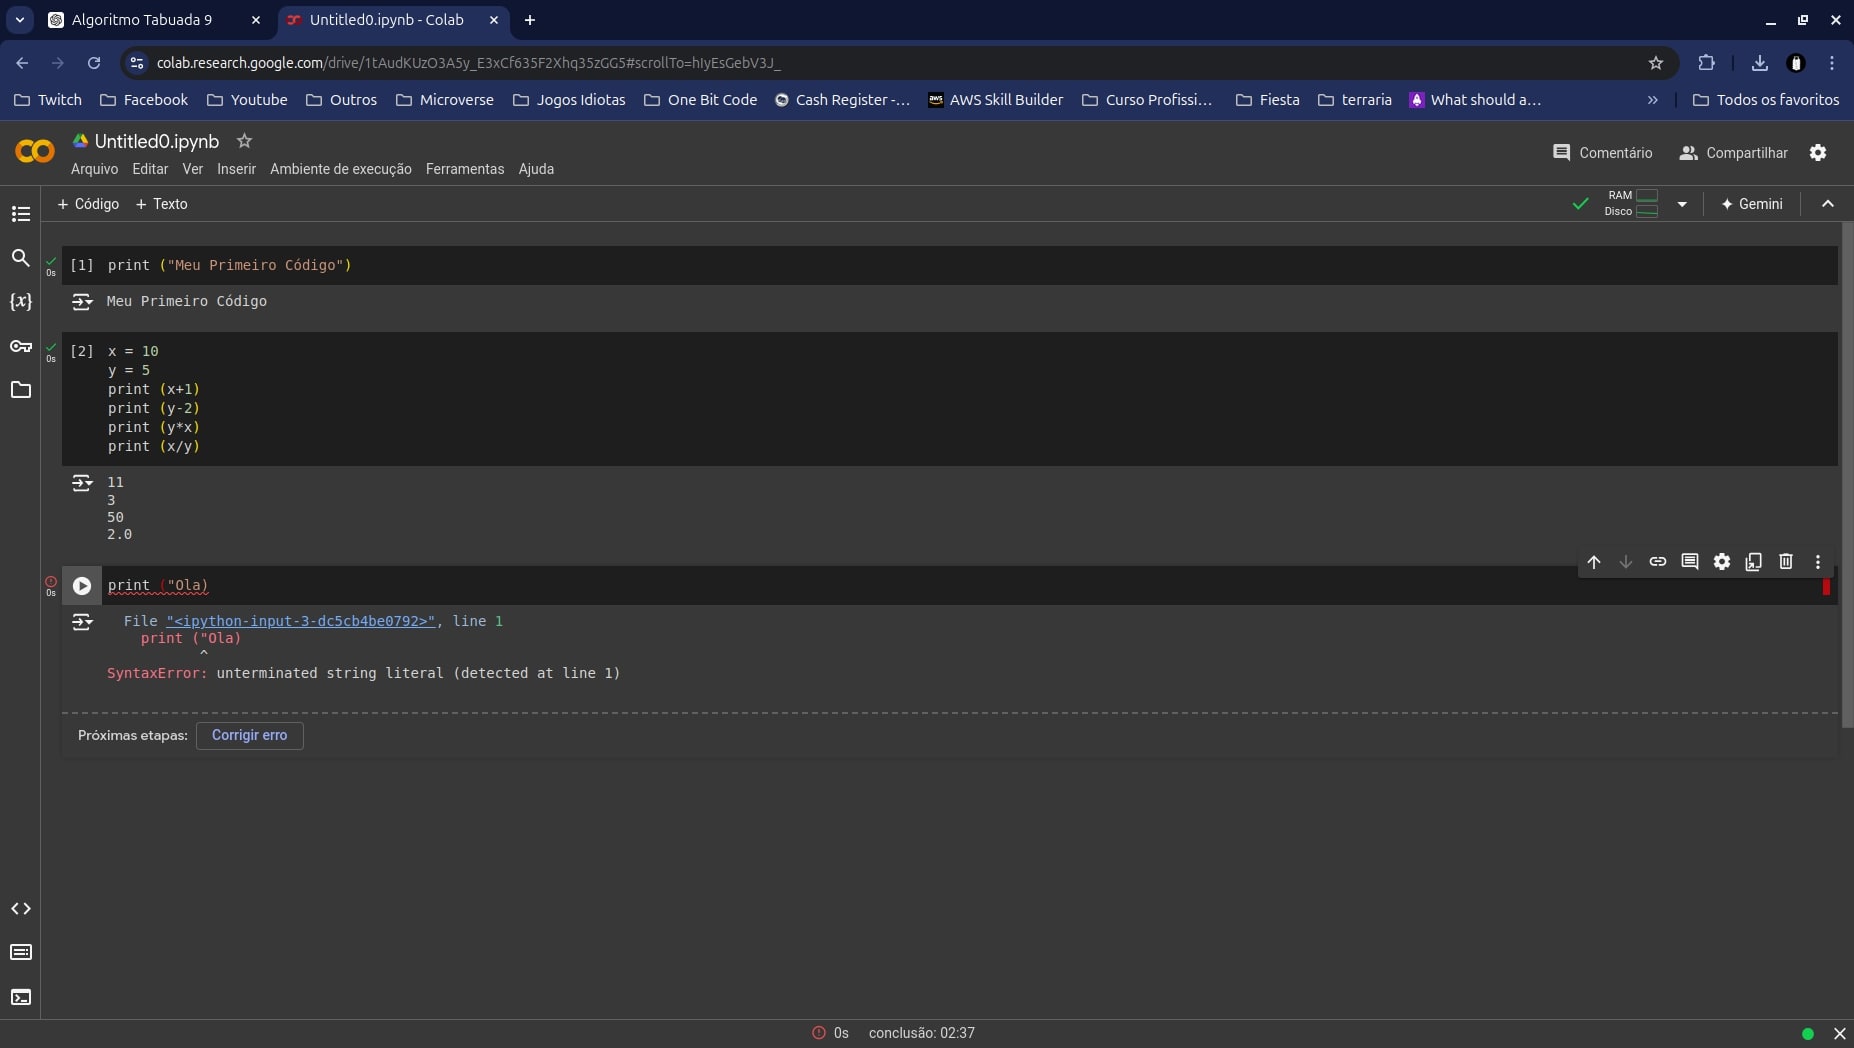 Algoritmo Tabuada 9
Untitled0.ipynb - Colab
colab.research.google.com/drive/1tAudKUzO3A5y_E3xCf635F2Xhq35zGG5#scrollTo=hIyEsGebV3J_
Twitch Facebook Youtube Outros Microverse Jogos Idiotas One Bit Code Cash Register -... AWS Skill Builder Curso Profissi... Fiesta terraria What should a... » Todos os favoritos
Untitled0.ipynb
Comentário Compartilhar
Arquivo Editar Ver Inserir Ambiente de execução Ferramentas Ajuda
+ Código + Texto
RAM
Disco
Gemini
[1] print ("Meu Primeiro Código")
0s
Meu Primeiro Código
[2] x = 10
0s
y = 5
print (x+1)
print (y-2)
print (y*x)
print (x/y)
11
3
50
2.0
print ("Ola)
0s
File "<ipython-input-3-dc5cb4be0792>", line 1
print ("Ola)
^
SyntaxError: unterminated string literal (detected at line 1)
Próximas etapas: Corrigir erro
0s conclusão: 02:37